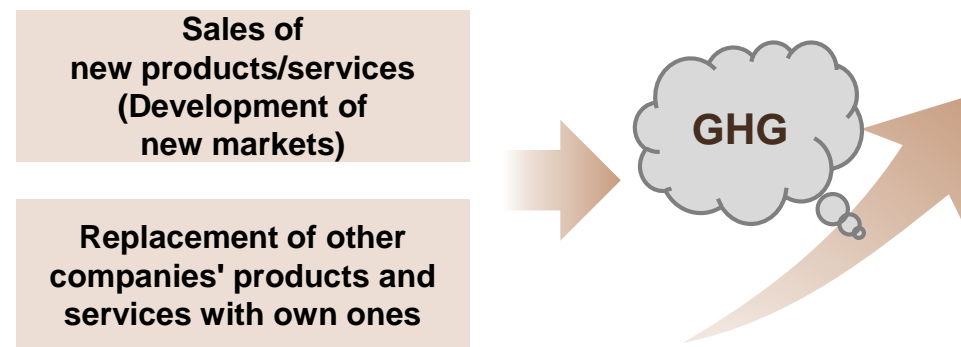 Sales of
new products/services
(Development of
new markets)
GHG
Replacement of other
companies' products and
services with own ones